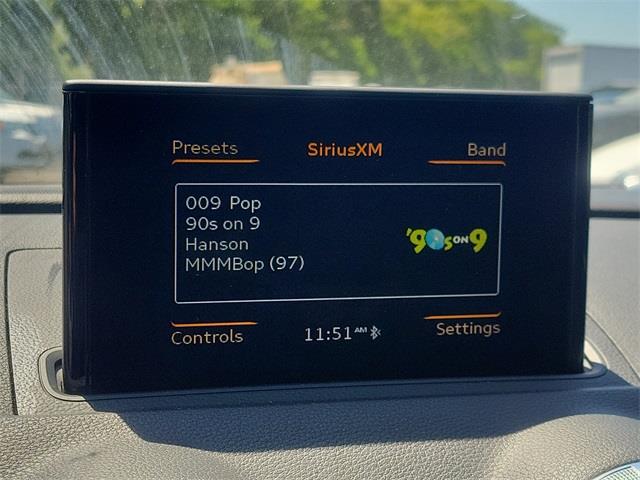 Presets SiriusXM Band
009 Pop
90s on 9
Hanson
MMMBop (97)
'90s ON 9
Controls 11:51 AM Settings